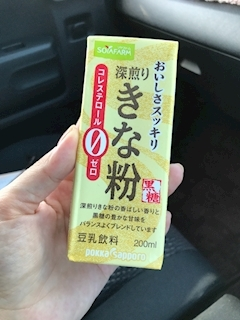 SOYAFARM
おいしさスッキリ
深煎り
きな粉
コレステロール
0
ゼロ
黒糖
深煎りきな粉の香ばしい香りと
黒糖の豊かな甘味を
バランスよくブレンドしています
豆乳飲料
200ml
pokka sapporo